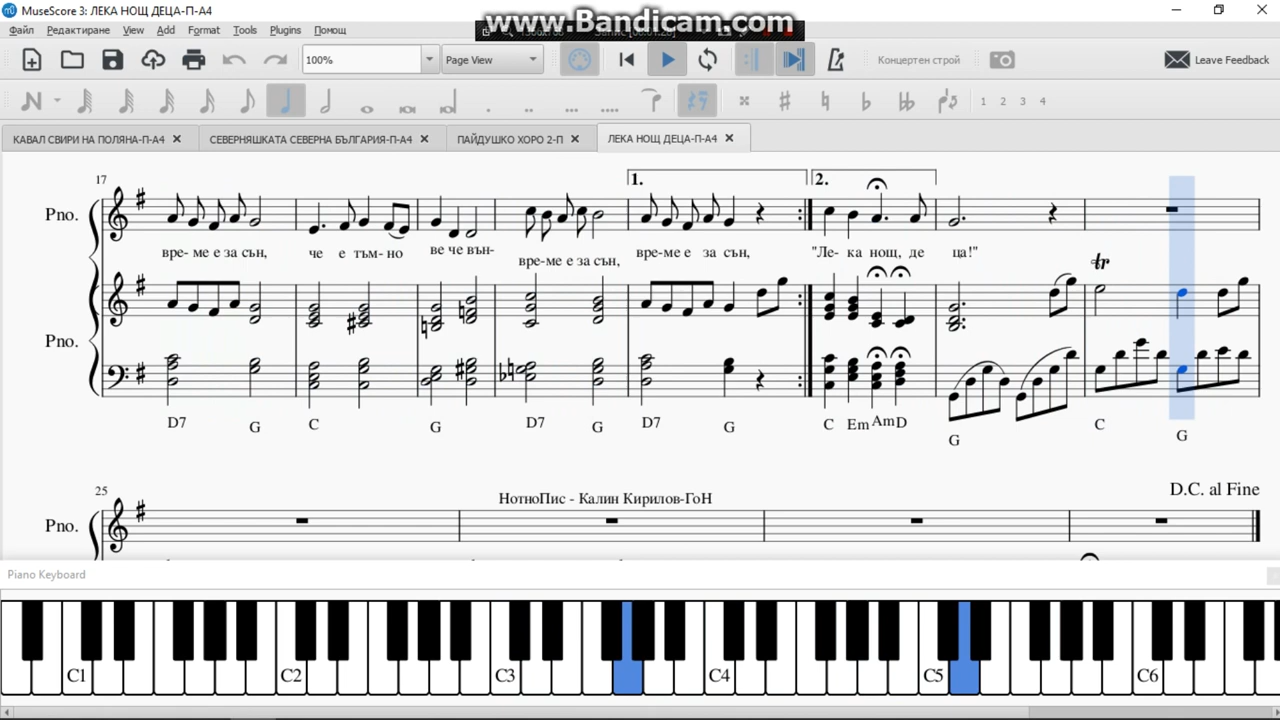 MuseScore 3: ЛЕКА НОЩ ДЕЦА-П-А4
www.Bandicam.com
Файл Редактиране View Add Format Tools Plugins Помощ
100% Page View Концертен строй Leave Feedback
1 2 3 4
КАВАЛ СВИРИ НА ПОЛЯНА-П-А4 СЕВЕРНЯШКАТА СЕВЕРНА БЪЛГАРИЯ-П-А4 ПАЙДУШКО ХОРО 2-П ЛЕКА НОЩ ДЕЦА-П-А4
17 1. 2.
Pno.
вре- ме е за сън, че е тъм- но ве че вън- вре-ме е за сън, вре-ме е за сън, "Ле- ка нощ, де ца!"
tr
Pno.
D7 G C G D7 G D7 G C Em Am D G C G
25 НотноПис - Калин Кирилов-ГоН D.C. al Fine
Pno.
Piano Keyboard
C1 C2 C3 C4 C5 C6